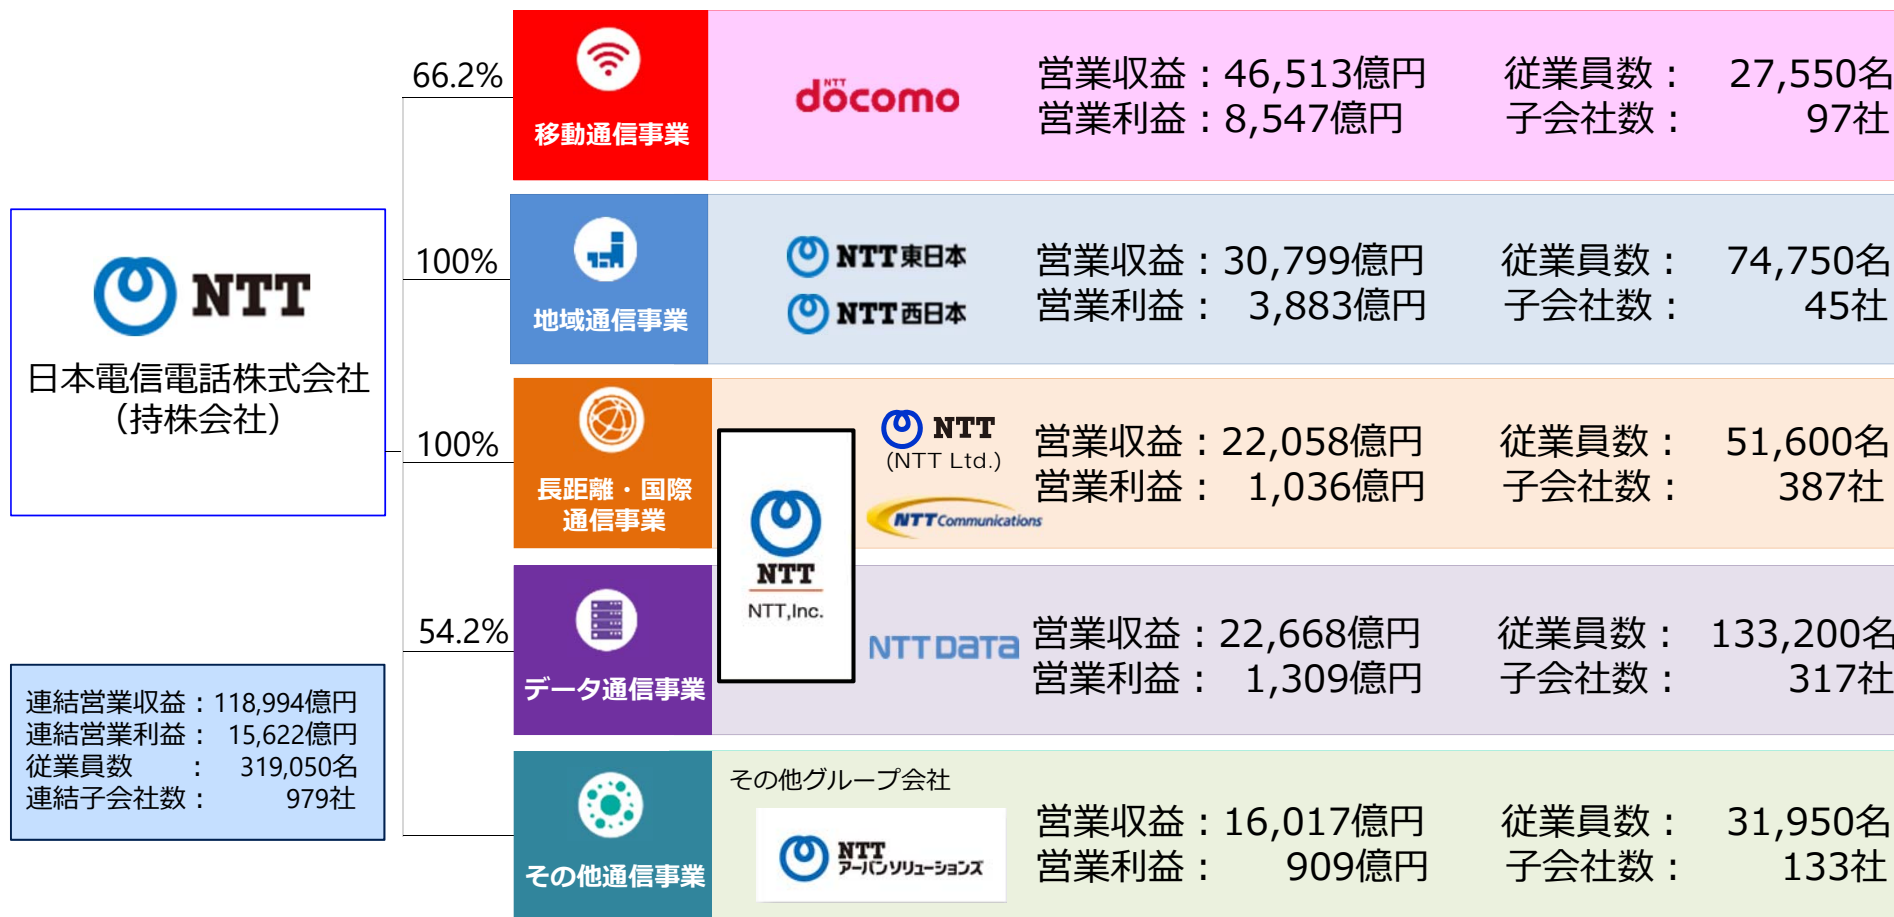 66.2%
移動通信事業
NTT
döcomo
営業収益：46,513億円　従業員数：　27,550名
営業利益：8,547億円　子会社数：　97社
NTT
日本電信電話株式会社
（持株会社）
100%
地域通信事業
NTT東日本
NTT西日本
営業収益：30,799億円　従業員数：　74,750名
営業利益：　3,883億円　子会社数：　45社
100%
長距離・国際
通信事業
NTT
NTT,Inc.
NTT
(NTT Ltd.)
NTT Communications
営業収益：22,058億円　従業員数：　51,600名
営業利益：　1,036億円　子会社数：　387社
54.2%
データ通信事業
NTT DATA
営業収益：22,668億円　従業員数：　133,200名
営業利益：　1,309億円　子会社数：　317社
連結営業収益：118,994億円
連結営業利益：　15,622億円
従業員数　：　319,050名
連結子会社数：　979社
その他通信事業
その他グループ会社
NTT
アーバンソリューションズ
営業収益：16,017億円　従業員数：　31,950名
営業利益：　909億円　子会社数：　133社